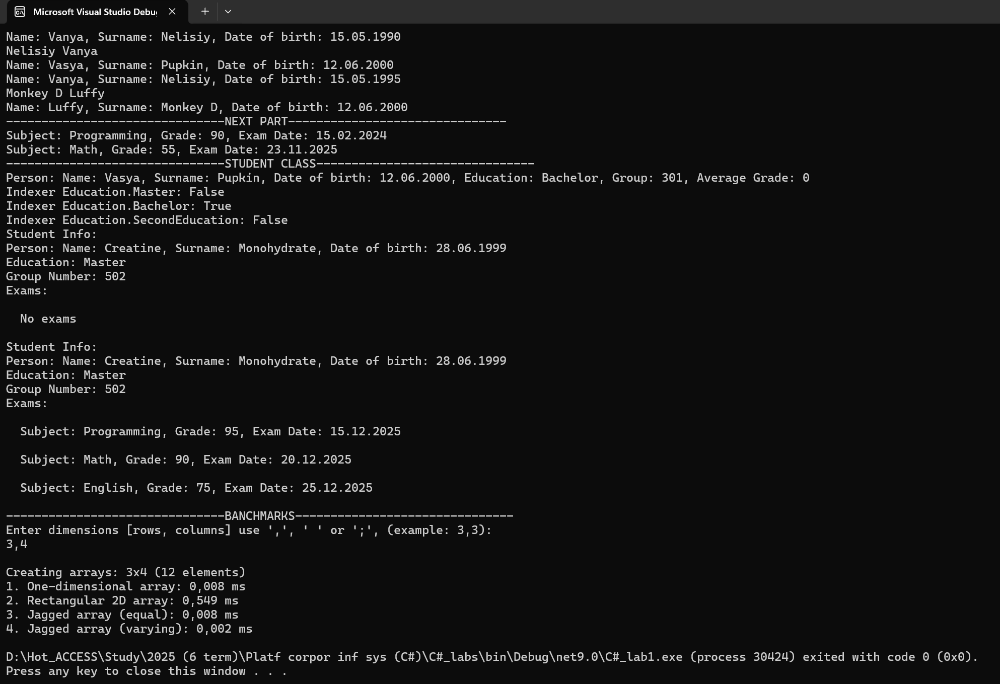 Microsoft Visual Studio Debu
Name: Vanya, Surname: Nelisiy, Date of birth: 15.05.1990
Nelisiy Vanya
Name: Vasya, Surname: Pupkin, Date of birth: 12.06.2000
Name: Vanya, Surname: Nelisiy, Date of birth: 15.05.1995
Monkey D Luffy
Name: Luffy, Surname: Monkey D, Date of birth: 12.06.2000
-------------------------------NEXT PART-------------------------------
Subject: Programming, Grade: 90, Exam Date: 15.02.2024
Subject: Math, Grade: 55, Exam Date: 23.11.2025
-------------------------------STUDENT CLASS-------------------------------
Person: Name: Vasya, Surname: Pupkin, Date of birth: 12.06.2000, Education: Bachelor, Group: 301, Average Grade: 0
Indexer Education.Master: False
Indexer Education.Bachelor: True
Indexer Education.SecondEducation: False
Student Info:
Person: Name: Creatine, Surname: Monohydrate, Date of birth: 28.06.1999
Education: Master
Group Number: 502
Exams:
No exams
Student Info:
Person: Name: Creatine, Surname: Monohydrate, Date of birth: 28.06.1999
Education: Master
Group Number: 502
Exams:
Subject: Programming, Grade: 95, Exam Date: 15.12.2025
Subject: Math, Grade: 90, Exam Date: 20.12.2025
Subject: English, Grade: 75, Exam Date: 25.12.2025
-------------------------------BANCHMARKS-------------------------------
Enter dimensions [rows, columns] use ',', ' ' or ';', (example: 3,3):
3,4
Creating arrays: 3x4 (12 elements)
1. One-dimensional array: 0,008 ms
2. Rectangular 2D array: 0,549 ms
3. Jagged array (equal): 0,008 ms
4. Jagged array (varying): 0,002 ms
D:\Hot_ACCESS\Study\2025 (6 term)\Platf corpor inf sys (C#)\C#_labs\bin\Debug\net9.0\C#_lab1.exe (process 30424) exited with code 0 (0x0).
Press any key to close this window . . .